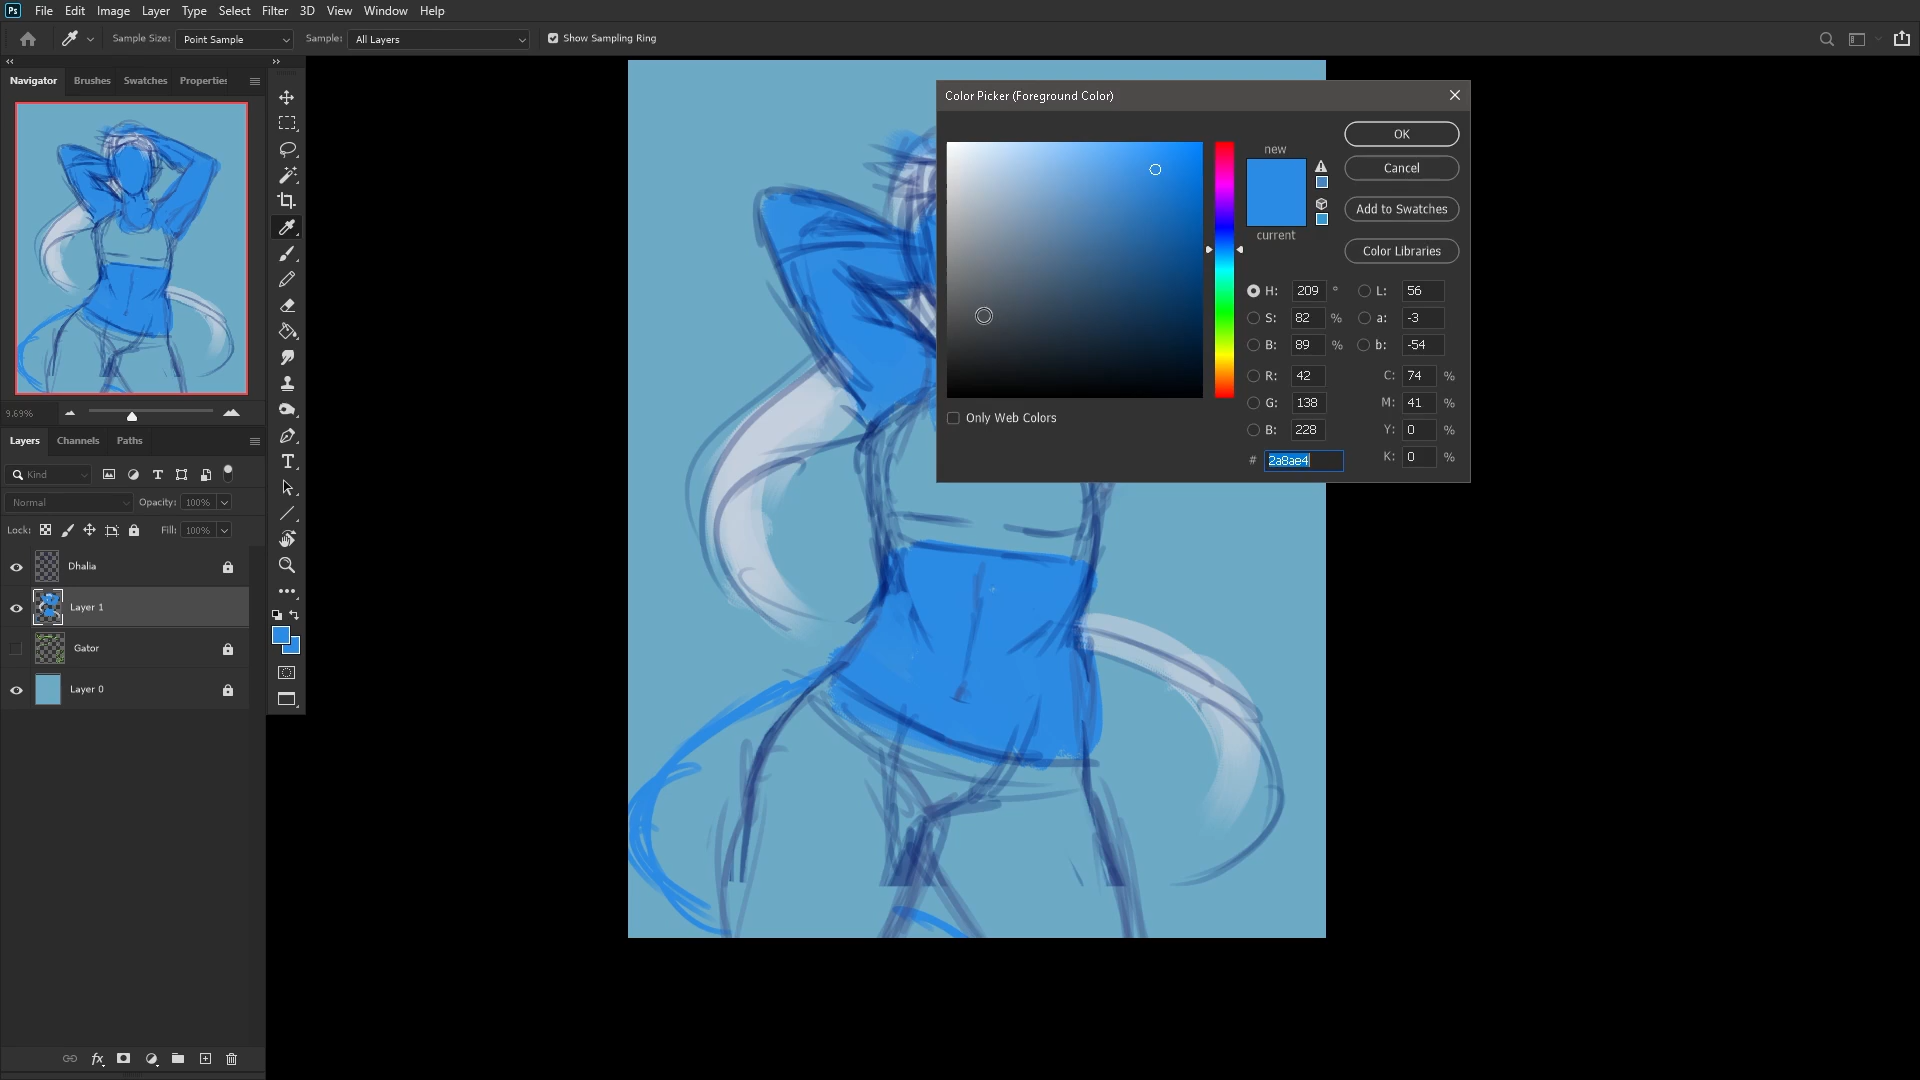 Ps File Edit Image Layer Type Select Filter 3D View Window Help
Sample Size: Point Sample Sample: All Layers Show Sampling Ring
Navigator Brushes Swatches Properties
9.69%
Layers Channels Paths
Kind
Normal Opacity: 100%
Lock: Fill: 100%
Dhalia
Layer 1
Gator
Layer 0
fx
Color Picker (Foreground Color)
new
current
OK
Cancel
Add to Swatches
Color Libraries
H: 209 ° L: 56
S: 82 % a: -3
B: 89 % b: -54
R: 42 C: 74 %
G: 138 M: 41 %
B: 228 Y: 0 %
# 2a8ae4 K: 0 %
Only Web Colors